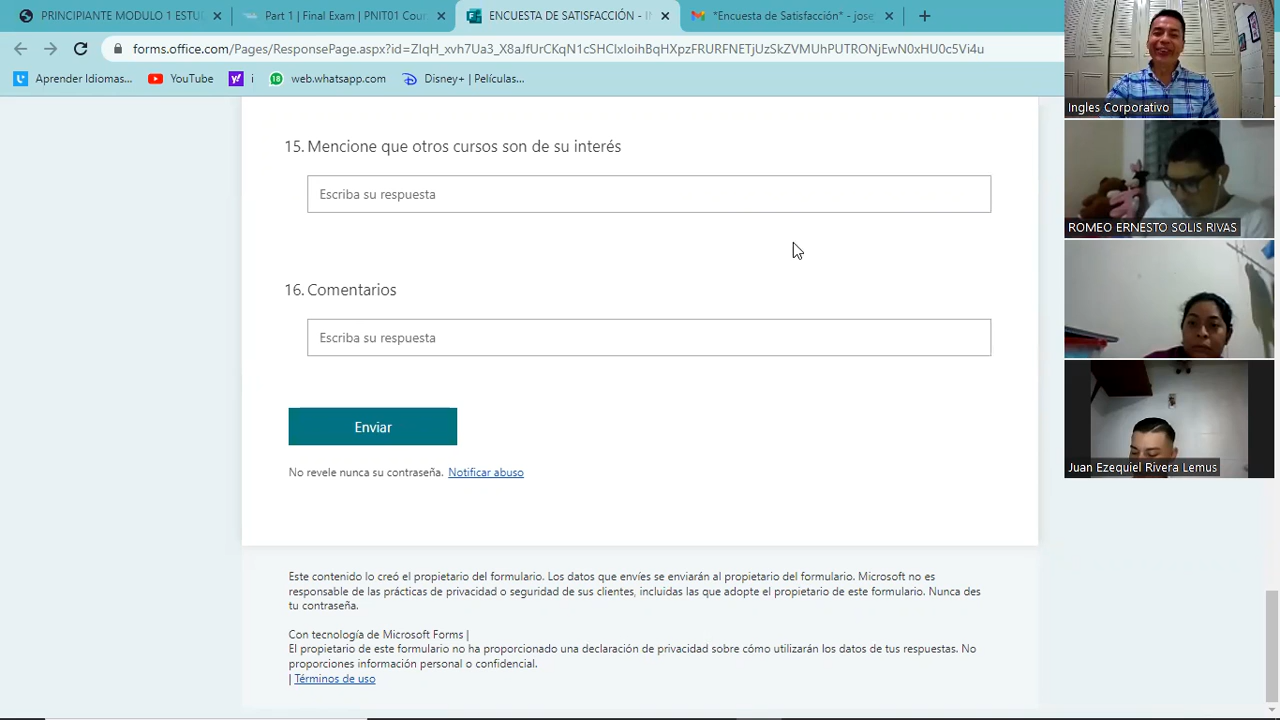 PRINCIPIANTE MODULO 1 ESTUD
Part 1 | Final Exam | PNIT01 Cou
ENCUESTA DE SATISFACCIÓN - IN
*Encuesta de Satisfacción" - jose
forms.office.com/Pages/ResponsePage.aspx?id=
Aprender Idiomas...
YouTube
i
web.whatsapp.com
Disney+ | Películas...
15. Mencione que otros cursos son de su interés
Escriba su respuesta
16. Comentarios
Escriba su respuesta
Enviar
No revele nunca su contraseña. Notificar abuso
Este contenido lo creó el propietario del formulario. Los datos que envíes se enviarán al propietario del formulario. Microsoft no es
responsable de las prácticas de privacidad o seguridad de sus clientes, incluidas las que adopte el propietario de este formulario. Nunca des
tu contraseña.
Con tecnología de Microsoft Forms |
El propietario de este formulario no ha proporcionado una declaración de privacidad sobre cómo utilizarán los datos de tus respuestas. No
proporciones información personal o confidencial.
| Términos de uso
Ingles Corporativo
ROMEO ERNESTO SOLIS RIVAS
Juan Ezequiel Rivera Lemus